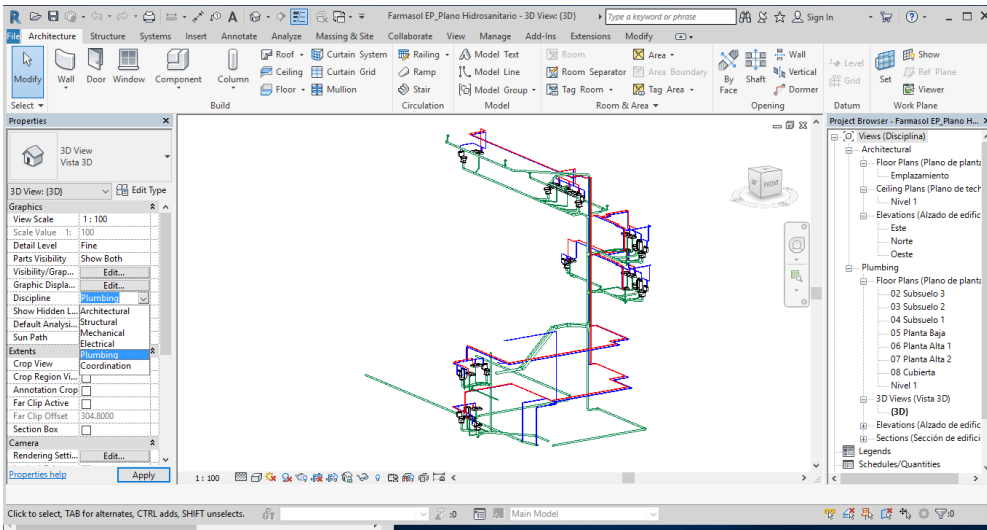 Farmasol EP_Plano Hidrosanitario - 3D View: {3D}
Type a keyword or phrase
Sign In
File Architecture Structure Systems Insert Annotate Analyze Massing & Site Collaborate View Manage Add-Ins Extensions Modify
Modify
Wall
Door
Window
Component
Column
Roof
Ceiling
Floor
Curtain System
Curtain Grid
Mullion
Railing
Ramp
Stair
Model Text
Model Line
Model Group
Room
Room Separator
Tag Room
Area
Area Boundary
Tag Area
By Face
Shaft
Wall
Vertical
Dormer
Level
Grid
Set
Show
Ref Plane
Viewer
Select
Build
Circulation
Model
Room & Area
Opening
Datum
Work Plane
Properties
3D View
Vista 3D
3D View: {3D}
Edit Type
Graphics
View Scale 1 : 100
Scale Value 1: 100
Detail Level Fine
Parts Visibility Show Both
Visibility/Grap... Edit...
Graphic Displa... Edit...
Discipline Plumbing
Show Hidden L...
Default Analysi...
Sun Path
Architectural
Structural
Mechanical
Electrical
Plumbing
Coordination
Extents
Crop View
Crop Region Vi...
Annotation Crop
Far Clip Active
Far Clip Offset 304.8000
Section Box
Camera
Rendering Setti... Edit...
Properties help
Apply
FRONT
1 : 100
Project Browser - Farmasol EP_Plano H...
Views (Disciplina)
Architectural
Floor Plans (Plano de planta
Emplazamiento
Ceiling Plans (Plano de tech
Nivel 1
Elevations (Alzado de edific
Este
Norte
Oeste
Plumbing
Floor Plans (Plano de planta
02 Subsuelo 3
03 Subsuelo 2
04 Subsuelo 1
05 Planta Baja
06 Planta Alta 1
07 Planta Alta 2
08 Cubierta
Nivel 1
3D Views (Vista 3D)
{3D}
Elevations (Alzado de edific
Sections (Sección de edifici
Legends
Schedules/Quantities
Click to select, TAB for alternates, CTRL adds, SHIFT unselects.
:0
Main Model
:0